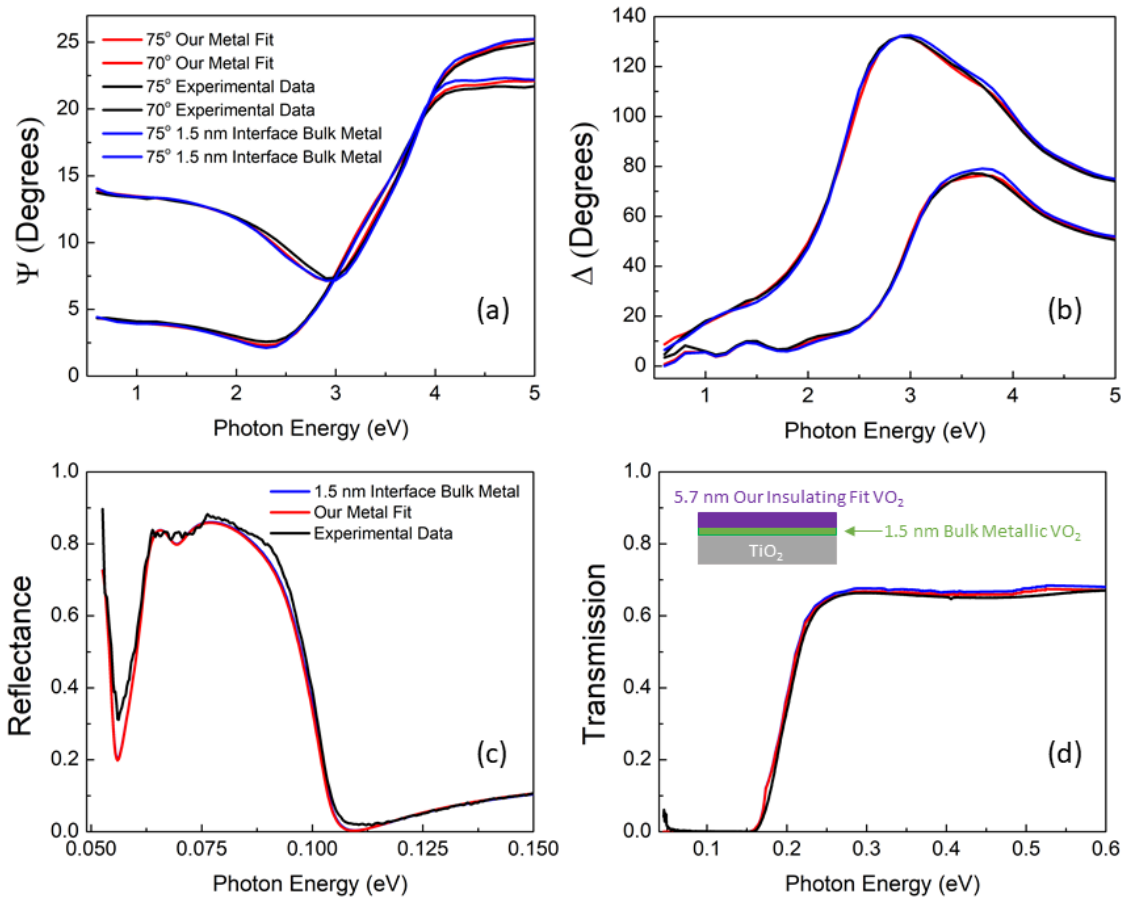 75° Our Metal Fit
70° Our Metal Fit
75° Experimental Data
70° Experimental Data
75° 1.5 nm Interface Bulk Metal
75° 1.5 nm Interface Bulk Metal
25
20
15
10
5
0
Ψ (Degrees)
(a)
1 2 3 4 5
Photon Energy (eV)
140
120
100
80
60
40
20
0
Δ (Degrees)
(b)
1 2 3 4 5
Photon Energy (eV)
1.0
0.8
0.6
0.4
0.2
0.0
Reflectance
1.5 nm Interface Bulk Metal
Our Metal Fit
Experimental Data
(c)
0.050 0.075 0.100 0.125 0.150
Photon Energy (eV)
1.0
0.8
0.6
0.4
0.2
0.0
Transmission
5.7 nm Our Insulating Fit VO₂
1.5 nm Bulk Metallic VO₂
TiO₂
(d)
0.1 0.2 0.3 0.4 0.5 0.6
Photon Energy (eV)